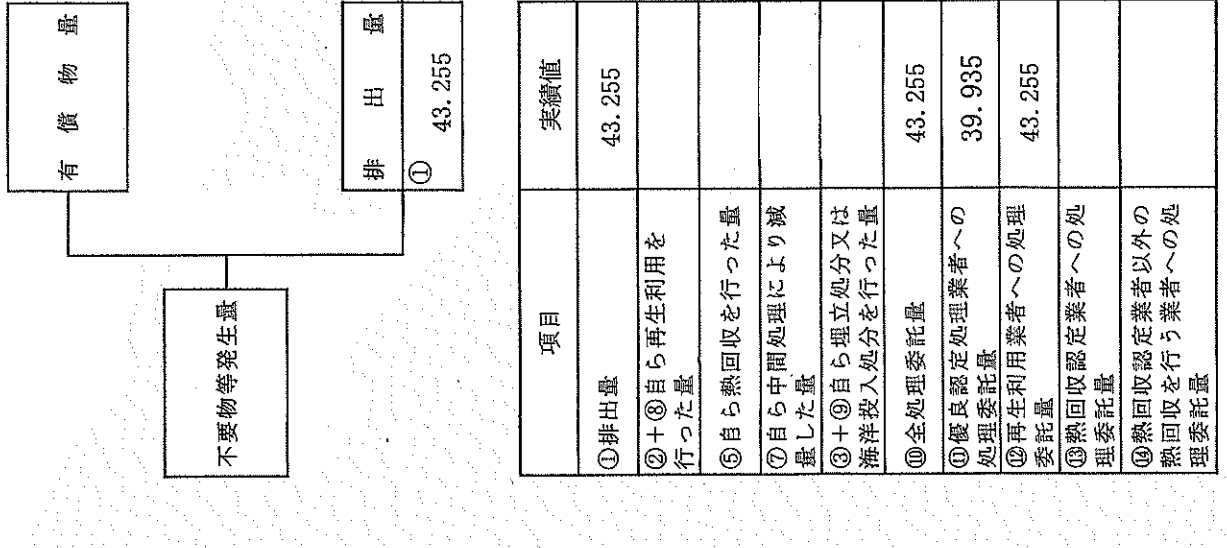 有償物量
不要物等発生量
排出量
①
43.255
項目
実績値
①排出量
43.255
②+⑧自ら再生利用を
行った量
⑤自ら熱回収を行った量
⑦自ら中間処理により減
量した量
③+⑨自ら埋立処分又は
海洋投入処分を行った量
⑩全処理委託量
43.255
⑪優良認定処理業者への
処理委託量
39.935
⑫再生利用業者への処理
委託量
43.255
⑬熱回収認定業者への処
理委託量
⑭熱回収認定業者以外の
熱回収を行う業者への処
理委託量